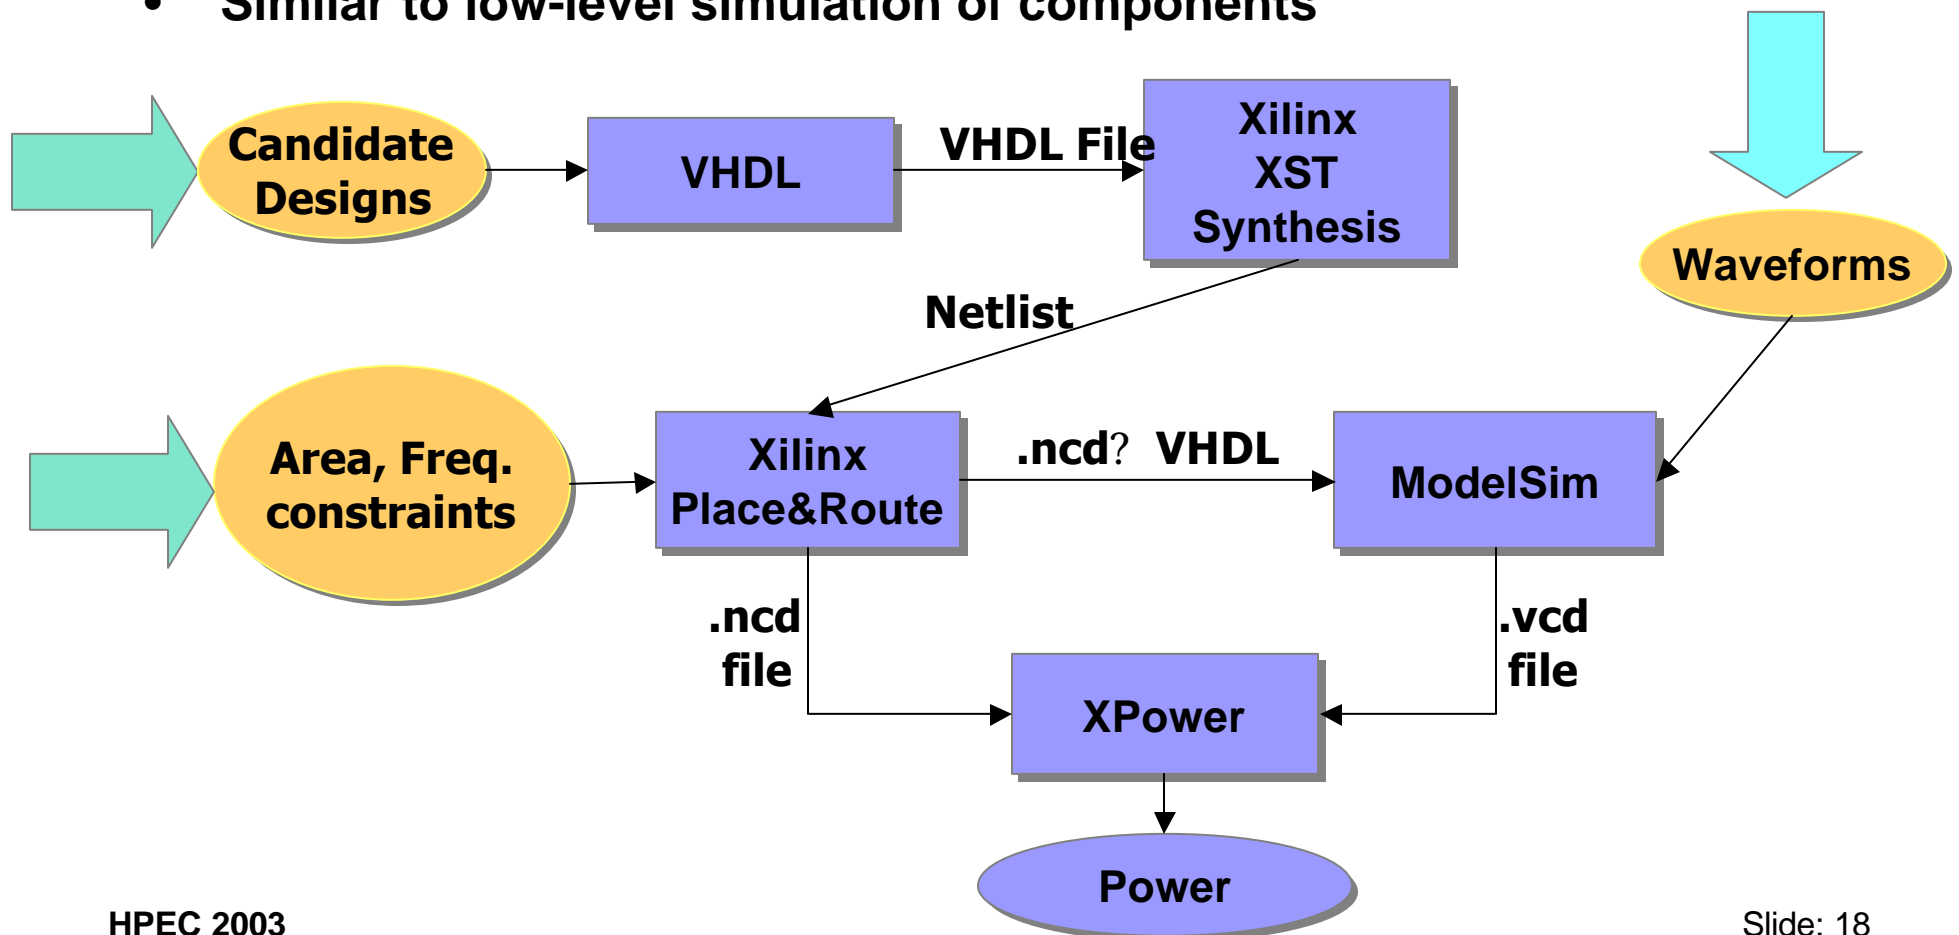 • Similar to low-level simulation of components
Candidate
Designs
VHDL
VHDL File
Xilinx
XST
Synthesis
Waveforms
Netlist
Area, Freq.
constraints
Xilinx
Place&Route
.ncd? VHDL
ModelSim
.ncd
file
.vcd
file
XPower
Power
HPEC 2003
Slide: 18